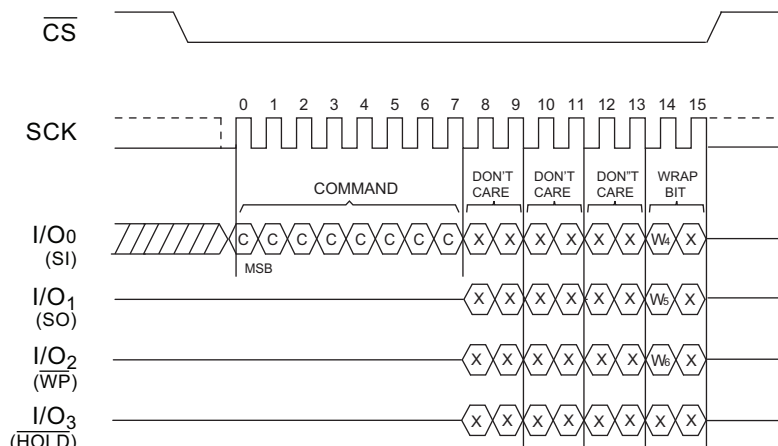 CS
0 1 2 3 4 5 6 7 8 9 10 11 12 13 14 15
SCK
COMMAND
DON'T CARE
DON'T CARE
DON"T CARE
WRAP BIT
I/O0 C C C C C C C C X X X X X X W4 X
(SI)
MSB
I/O1 X X X X X X W5 X
(SO)
I/O2 X X X X X X W6 X
(WP)
I/O3 X X X X X X X X
(HOLD)